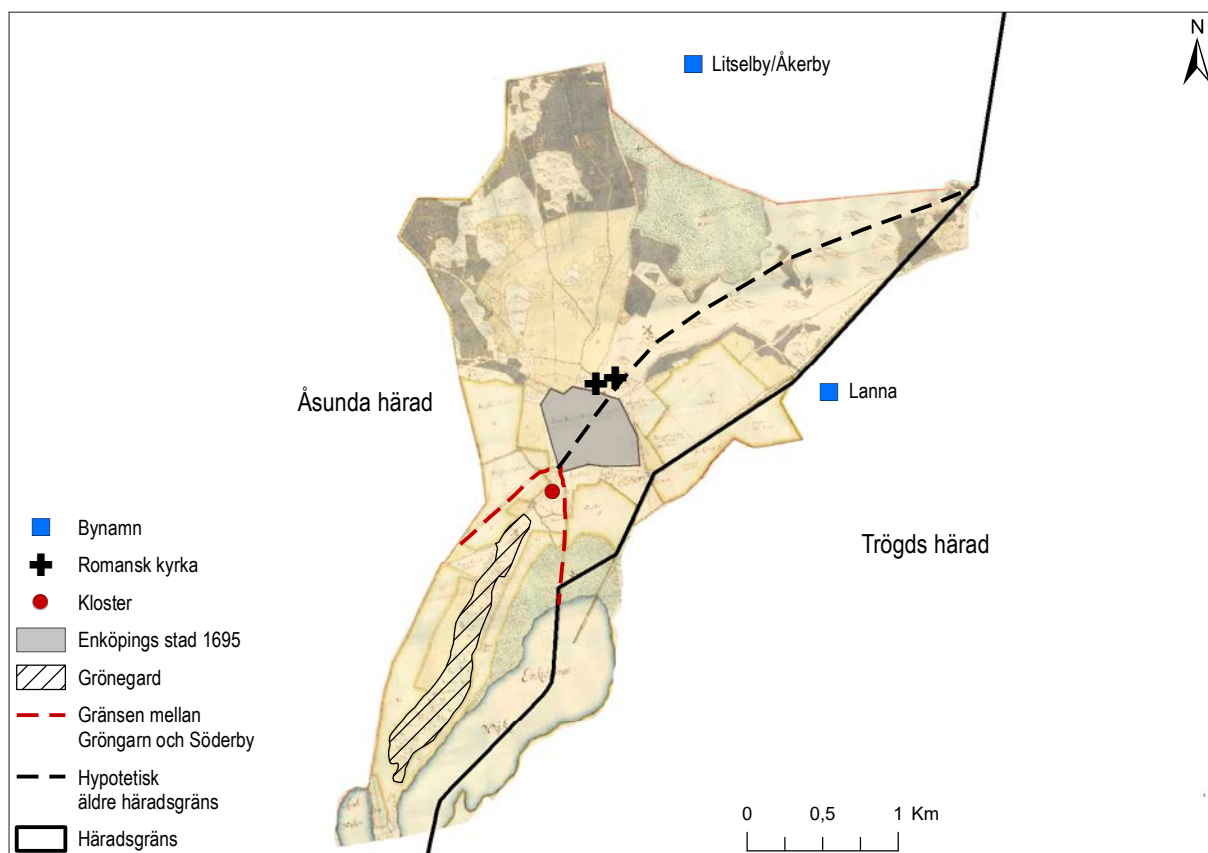 N
Litselby/Åkerby
Åsunda härad
Lanna
Trögds härad
Bynamn
Romansk kyrka
Kloster
Enköpings stad 1695
Grönegard
Gränsen mellan
Gröngarn och Söderby
Hypotetisk
äldre häradsgräns
Häradsgräns
0 0,5 1 Km